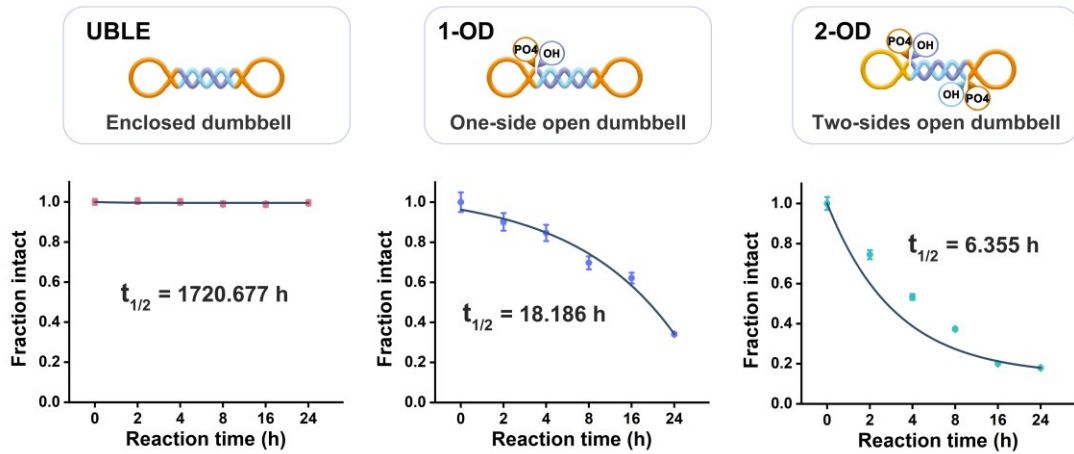 UBLE
Enclosed dumbbell
1-OD
PO4
OH
One-side open dumbbell
2-OD
PO4
OH
OH
PO4
Two-sides open dumbbell
Fraction intact
1.0
0.8
0.6
0.4
0.2
0.0
t1/2 = 1720.677 h
0 2 4 8 16 24
Reaction time (h)
Fraction intact
1.0
0.8
0.6
0.4
0.2
0.0
t1/2 = 18.186 h
0 2 4 8 16 24
Reaction time (h)
Fraction intact
1.0
0.8
0.6
0.4
0.2
0.0
t1/2 = 6.355 h
0 2 4 8 16 24
Reaction time (h)